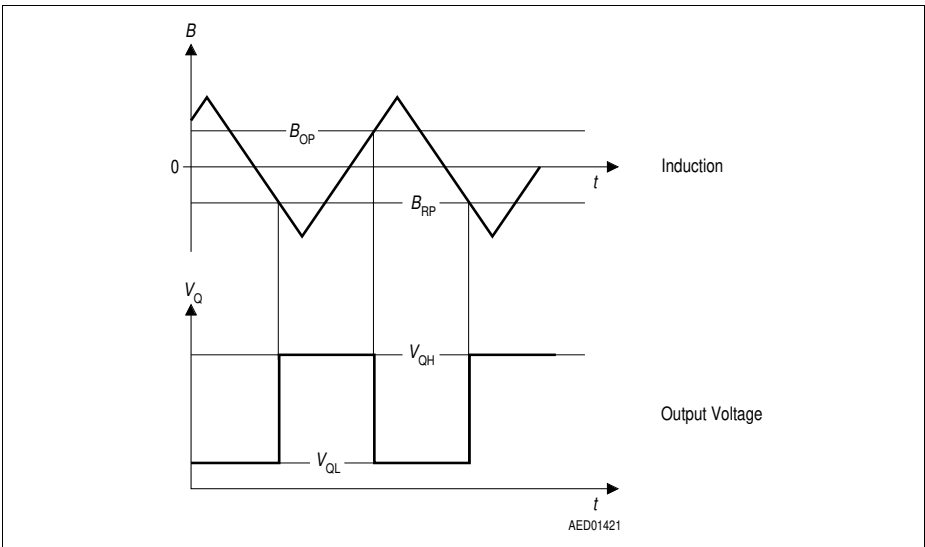 B
B_OP
0
t
Induction
B_RP
V_Q
V_QH
Output Voltage
V_QL
t
AED01421